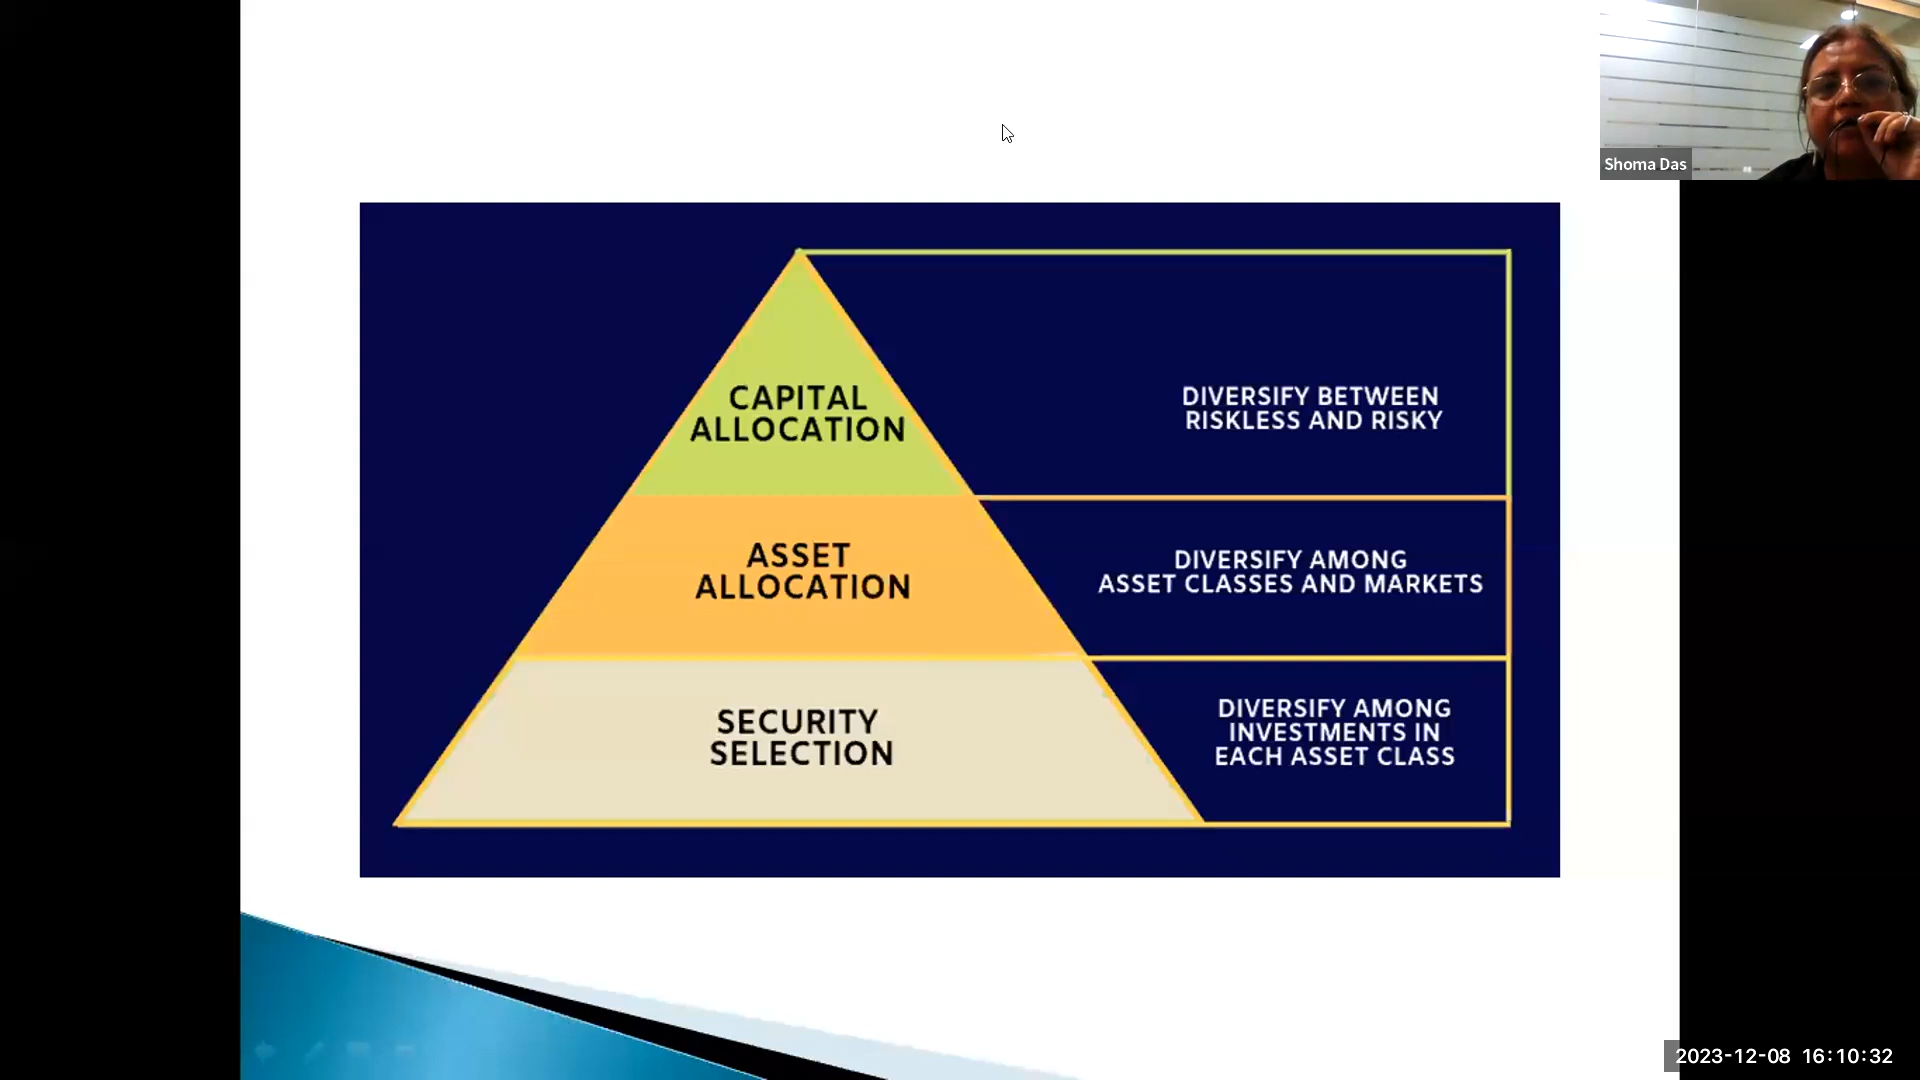 Shoma Das
CAPITAL
ALLOCATION
DIVERSIFY BETWEEN
RISKLESS AND RISKY
ASSET
ALLOCATION
DIVERSIFY AMONG
ASSET CLASSES AND MARKETS
SECURITY
SELECTION
DIVERSIFY AMONG
INVESTMENTS IN
EACH ASSET CLASS
2023-12-08 16:10:32